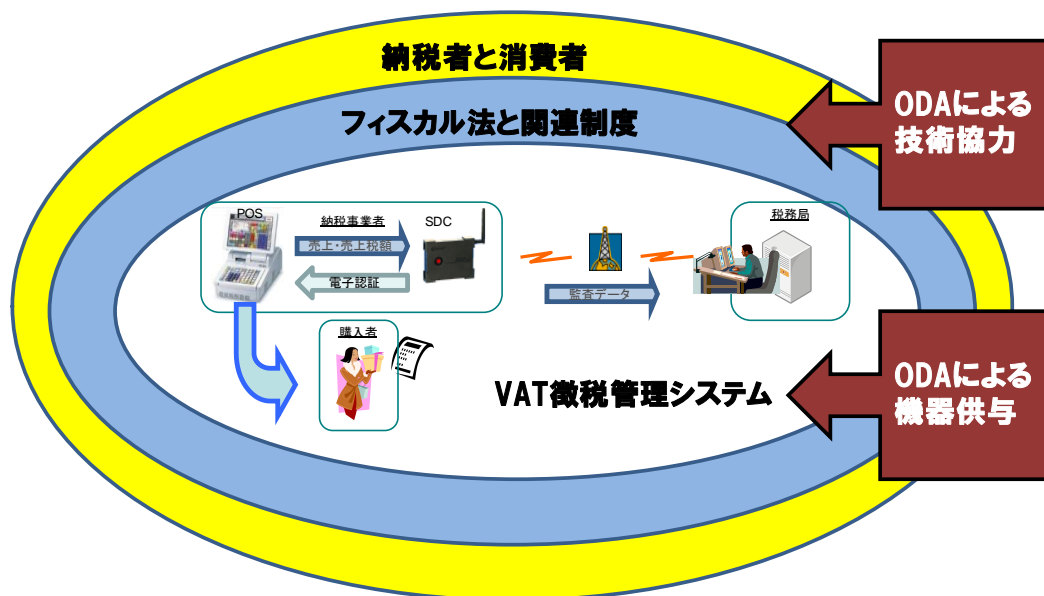 納税者と消費者
フィスカル法と関連制度
ODAによる
技術協力
POS
納税事業者
SDC
売上・売上税額
電子認証
税務局
監査データ
購入者
VAT徴税管理システム
ODAによる
機器供与